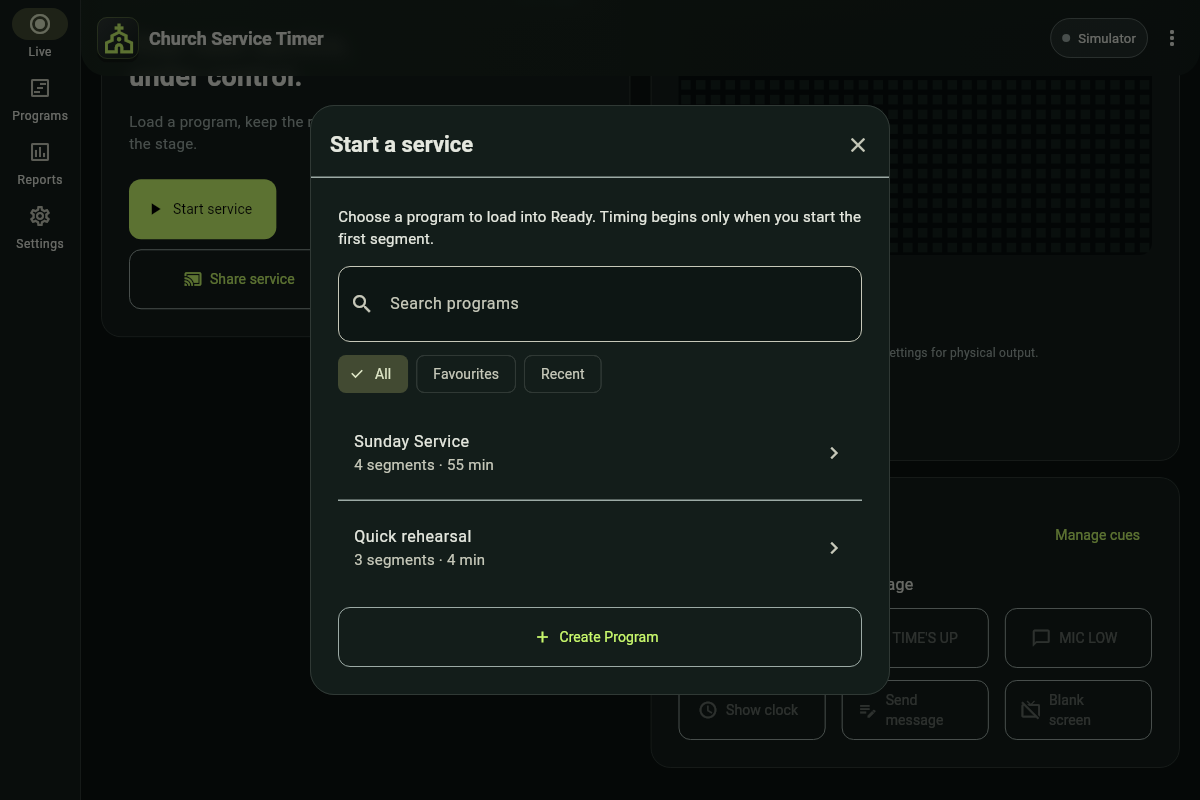 Live
Programs
Reports
Settings
Church Service Timer
Simulator
under control.
Load a program, keep the
the stage.
Start service
Share service
Start a service
Choose a program to load into Ready. Timing begins only when you start the
first segment.
Search programs
All
Favourites
Recent
Sunday Service
4 segments · 55 min
Quick rehearsal
3 segments · 4 min
Create Program
ettings for physical output.
Manage cues
age
TIME'S UP
MIC LOW
Show clock
Send
message
Blank
screen